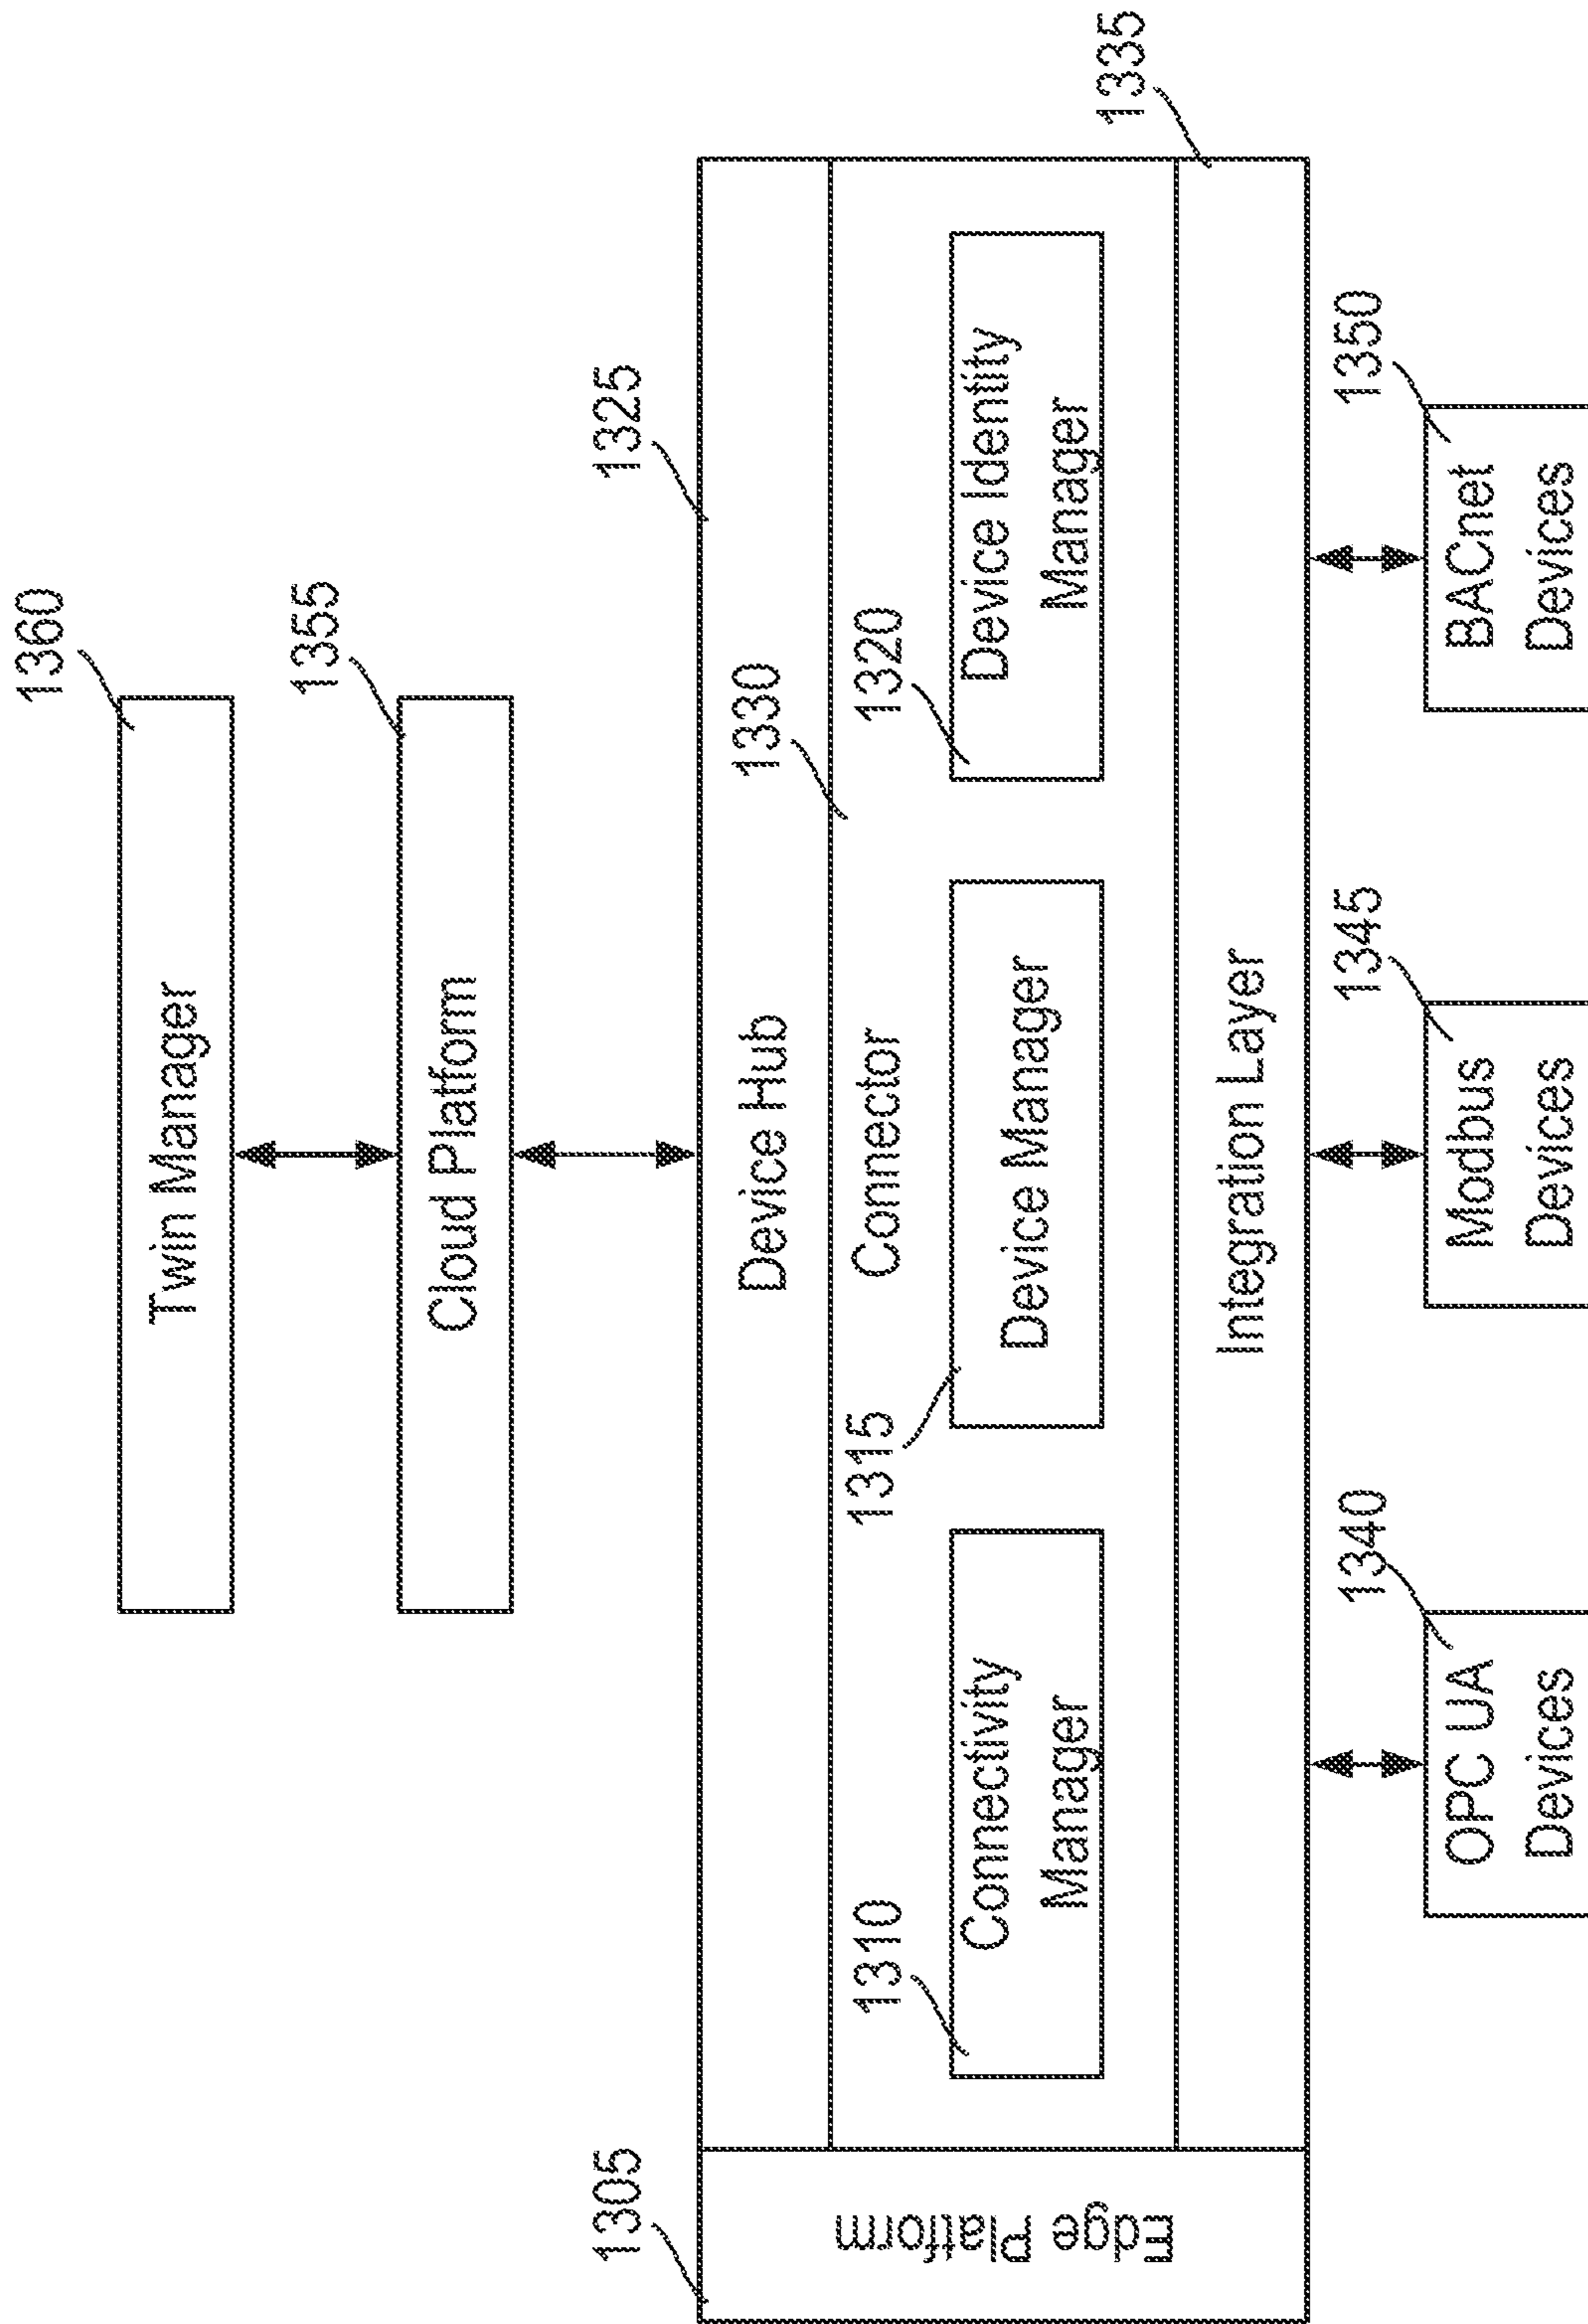 1360
Twin Manager
1355
Cloud Platform
1305
1325
Device Hub
1330
Edge Platform
Connector
1310
1315
1320
Connectivity
Manager
Device Manager
Device Identity
Manager
Integration Layer
1335
1340
OPC UA
Devices
1345
Modbus
Devices
1350
BACnet
Devices